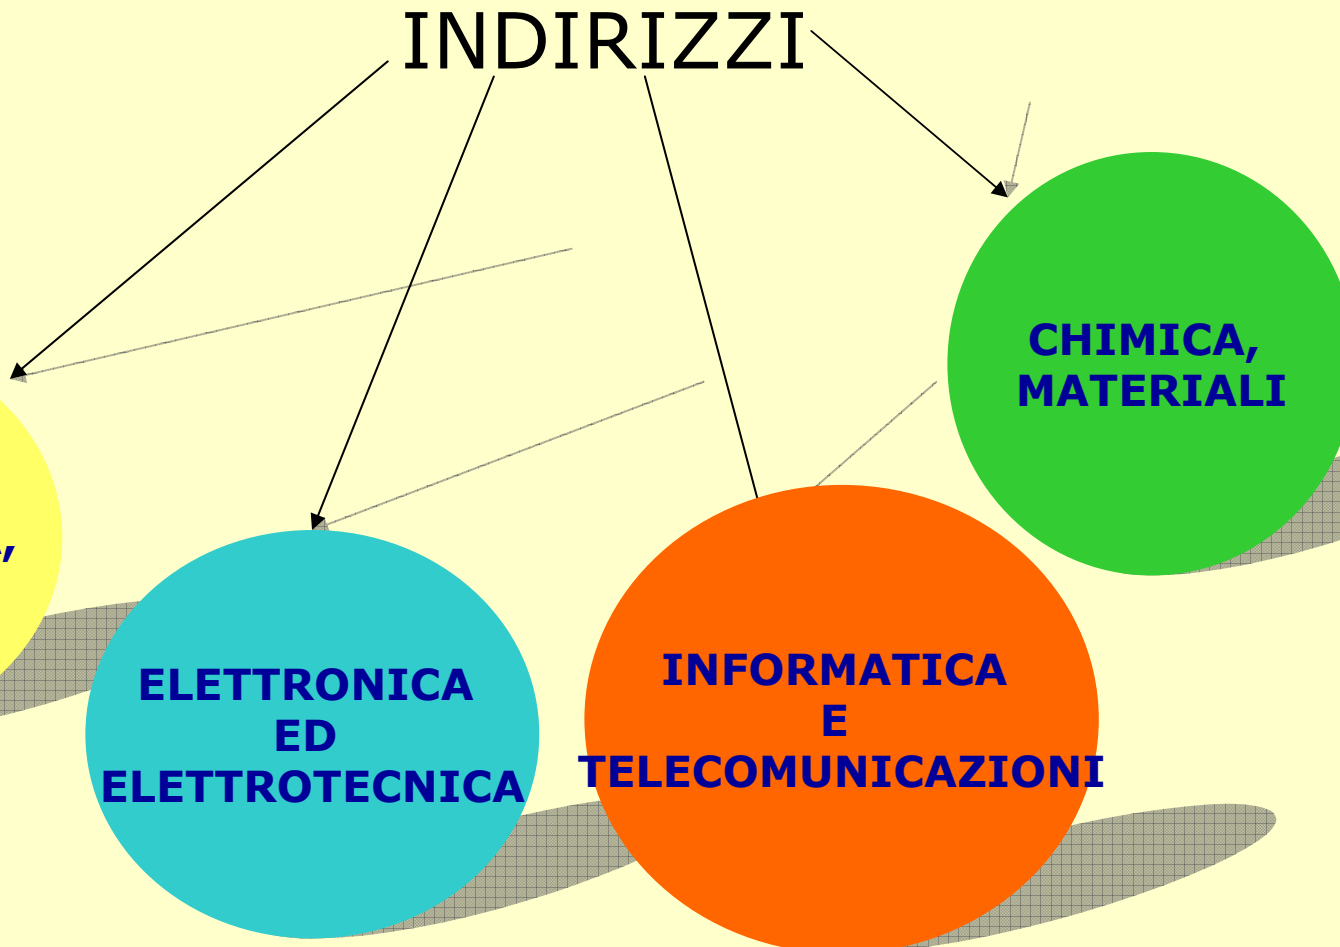 INDIRIZZI
CHIMICA,
MATERIALI
ELETTRONICA
ED
ELETTROTECNICA
INFORMATICA
E
TELECOMUNICAZIONI